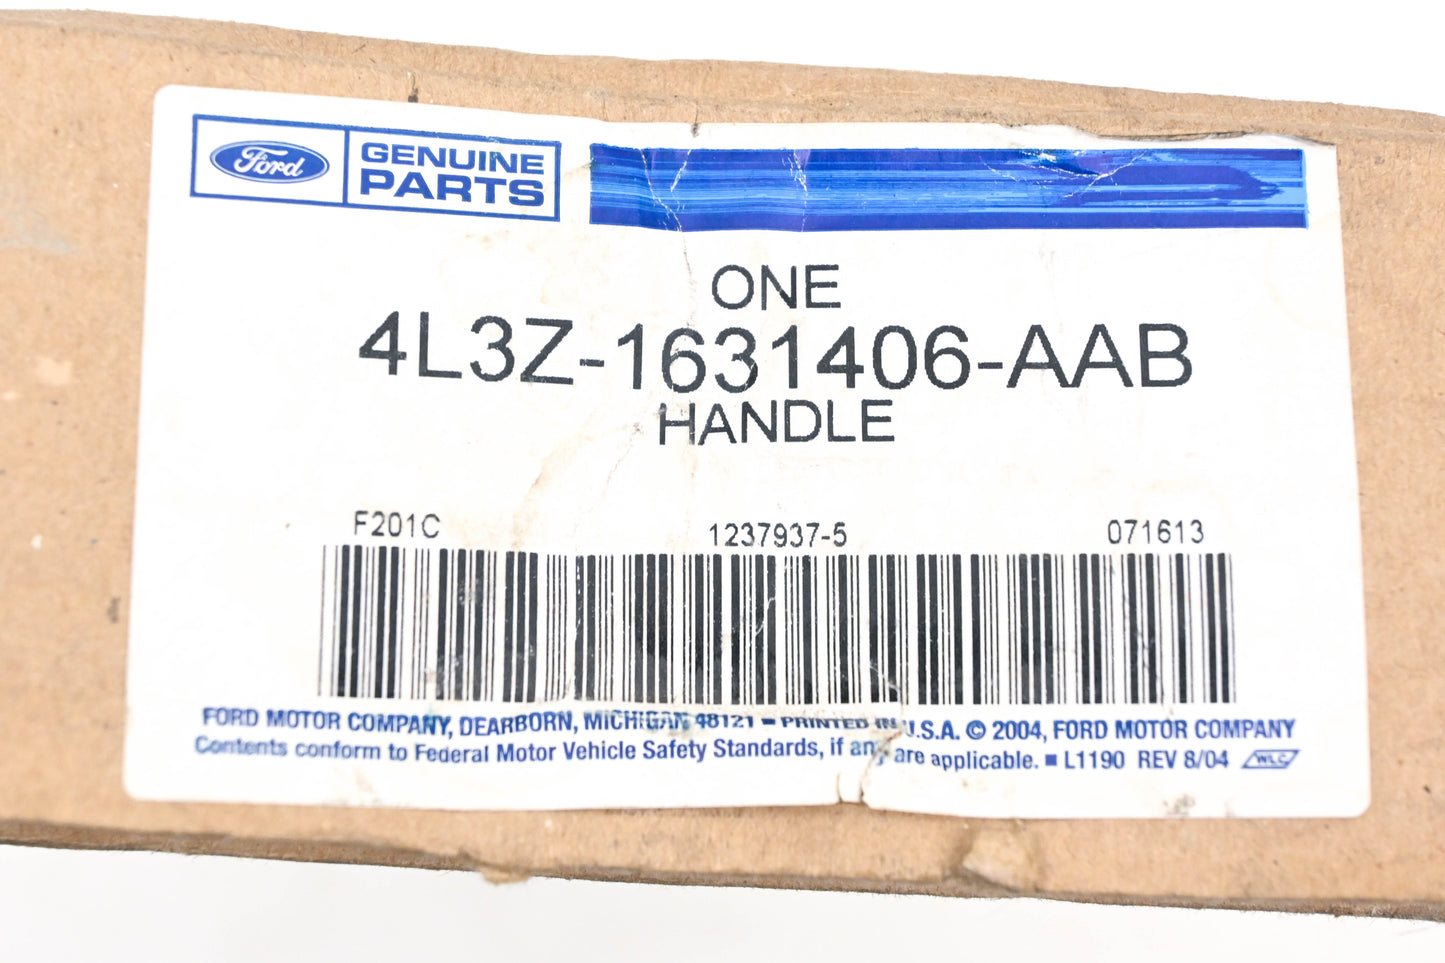 Ford GENUINE
PARTS
ONE
4L3Z-1631406-AAB
HANDLE
F201C 1237937-5 071613
FORD MOTOR COMPANY, DEARBORN, MICHIGAN 48121 – PRINTED IN U.S.A. © 2004, FORD MOTOR COMPANY
Contents conform to Federal Motor Vehicle Safety Standards, if any are applicable. ■ L1190 REV 8/04 WLC